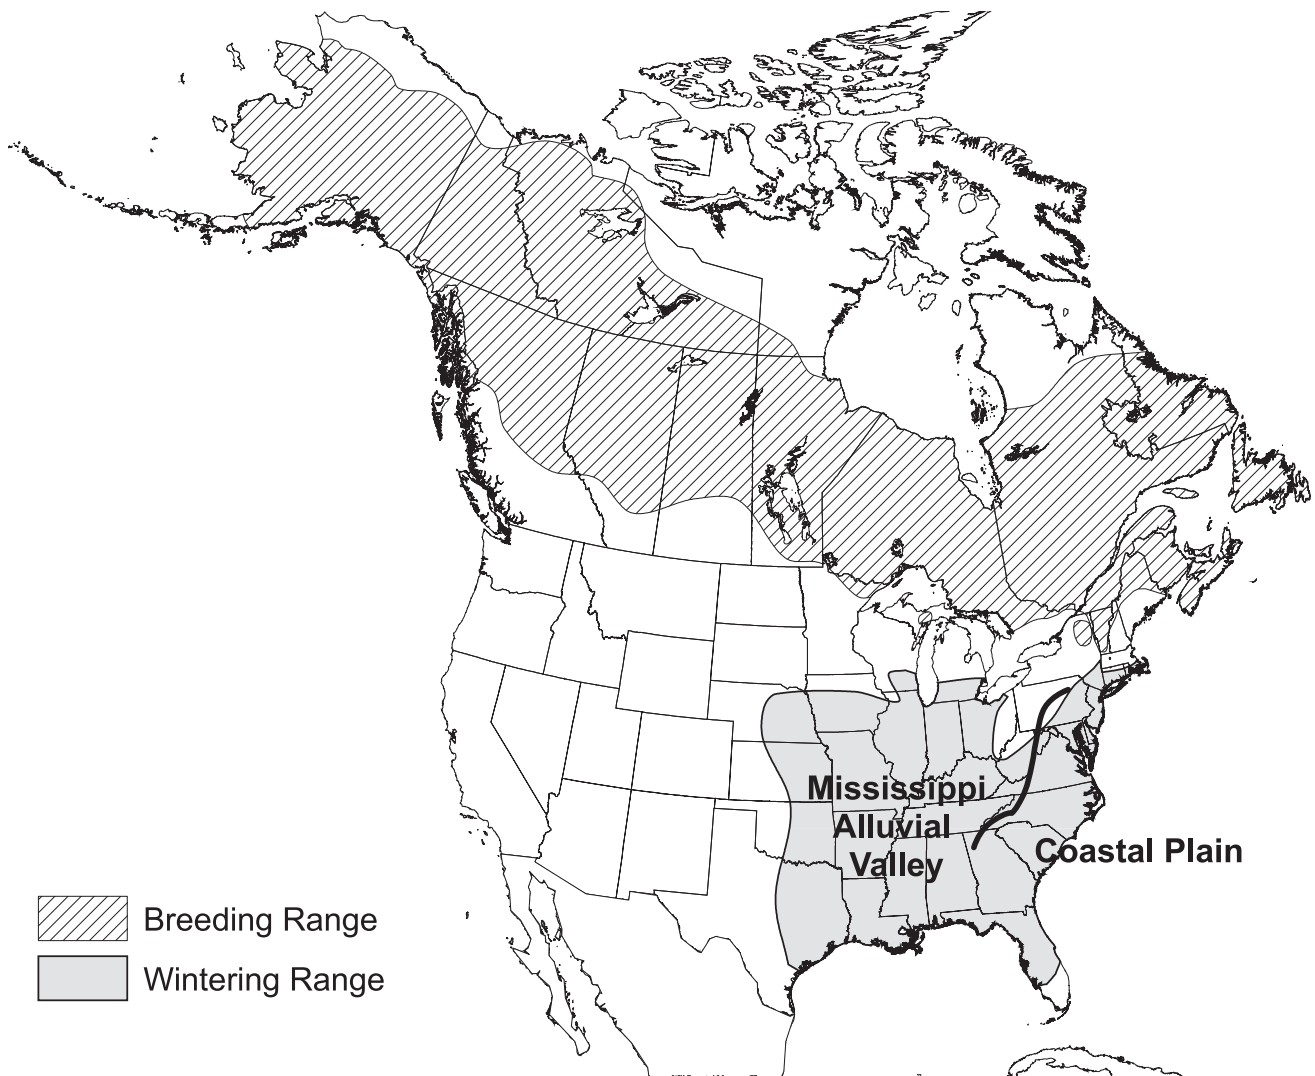 Mississippi
Alluvial
Valley
Coastal Plain
Breeding Range
Wintering Range